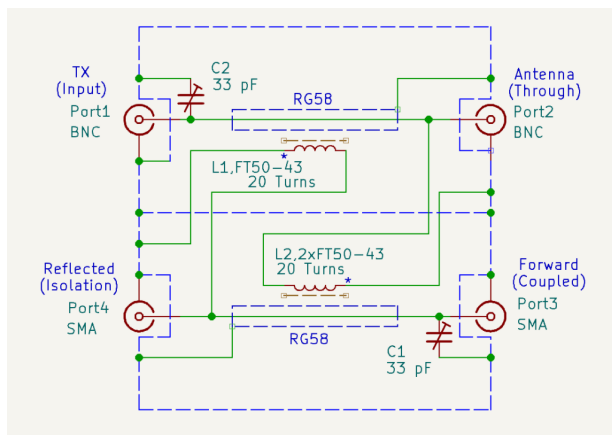 C2
33 pF
TX
(Input)
Port1
BNC
RG58
Antenna
(Through)
Port2
BNC
*
L1,FT50-43
20 Turns
L2,2xFT50-43
20 Turns
*
Reflected
(Isolation)
Port4
SMA
RG58
Forward
(Coupled)
Port3
SMA
C1
33 pF